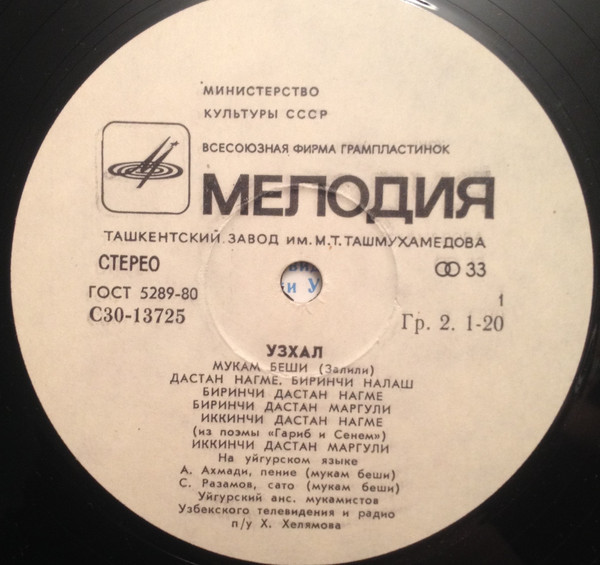 МИНИСТЕРСТВО
КУЛЬТУРЫ СССР
ВСЕСОЮЗНАЯ ФИРМА ГРАМПЛАСТИНОК
МЕЛОДИЯ
ТАШКЕНТСКИЙ ЗАВОД ИМ. М.Т. ТАШМУХАМЕДОВА
СТЕРЕО 33
ГОСТ 5289-80 1
С30-13725 Гр. 2. 1-20
УЗХАЛ
МУКАМ БЕШИ (Залили)
ДАСТАН НАГМЕ, БИРИНЧИ НАЛАШ
БИРИНЧИ ДАСТАН НАГМЕ
БИРИНЧИ ДАСТАН МАРГУЛИ
ИККИНЧИ ДАСТАН НАГМЕ
(из поэмы «Гариб и Сенем»)
ИККИНЧИ ДАСТАН МАРГУЛИ
На уйгурском языке
А. Ахмади, пение (мукам беши)
С. Разамов, сато (мукам беши)
Уйгурский анс. мукамистов
Узбекского телевидения и радио
п/у Х. Хелямова